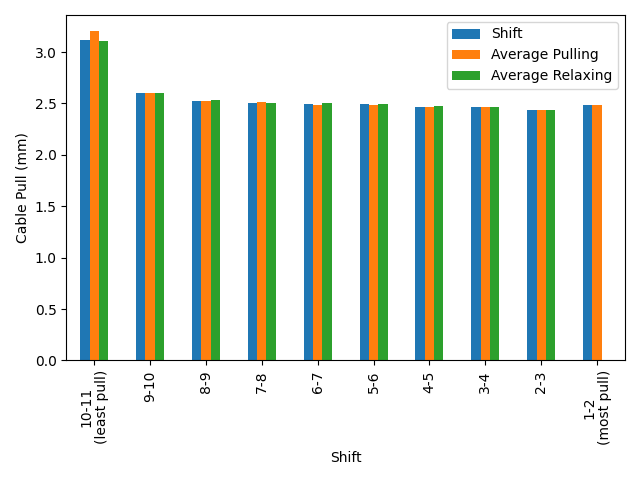 Shift
Average Pulling
Average Relaxing
Cable Pull (mm)
3.0
2.5
2.0
1.5
1.0
0.5
0.0
10-11
(least pull)
9-10
8-9
7-8
6-7
5-6
4-5
3-4
2-3
1-2
(most pull)
Shift